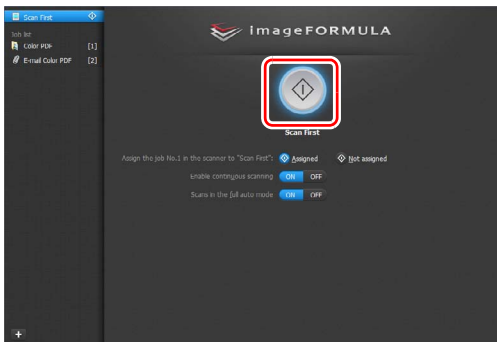 Scan First
Job list
Color PDF [1]
E-mail Color PDF [2]
imageFORMULA
Scan First
Assign the job No.1 in the scanner to "Scan First": Assigned Not assigned
Enable continuous scanning ON OFF
Scans in the full auto mode ON OFF